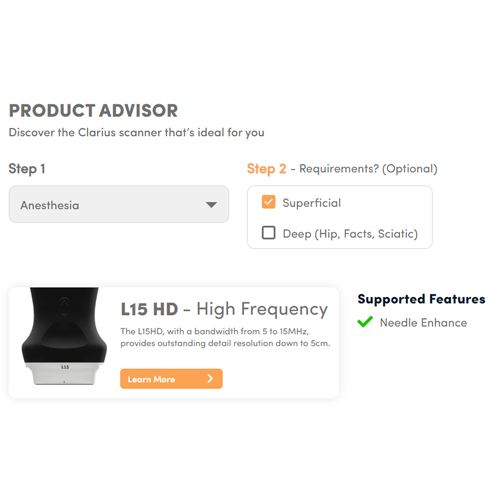 PRODUCT ADVISOR
Discover the Clarius scanner that's ideal for you
Step 1
Step 2 - Requirements? (Optional)
Anesthesia
Superficial
Deep (Hip, Facts, Sciatic)
L15 HD - High Frequency
The L15HD, with a bandwidth from 5 to 15MHz,
provides outstanding detail resolution down to 5cm.
Learn More
L15
Supported Features
Needle Enhance